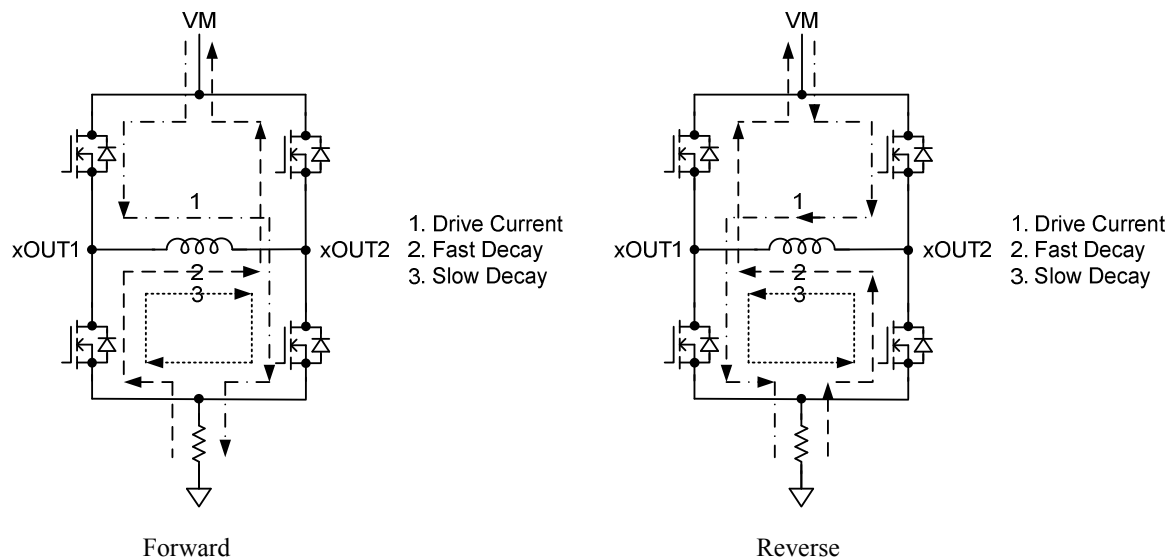 VM
1
xOUT1
xOUT2
2
3
1. Drive Current
2. Fast Decay
3. Slow Decay
Forward
VM
1
xOUT1
xOUT2
2
3
1. Drive Current
2. Fast Decay
3. Slow Decay
Reverse